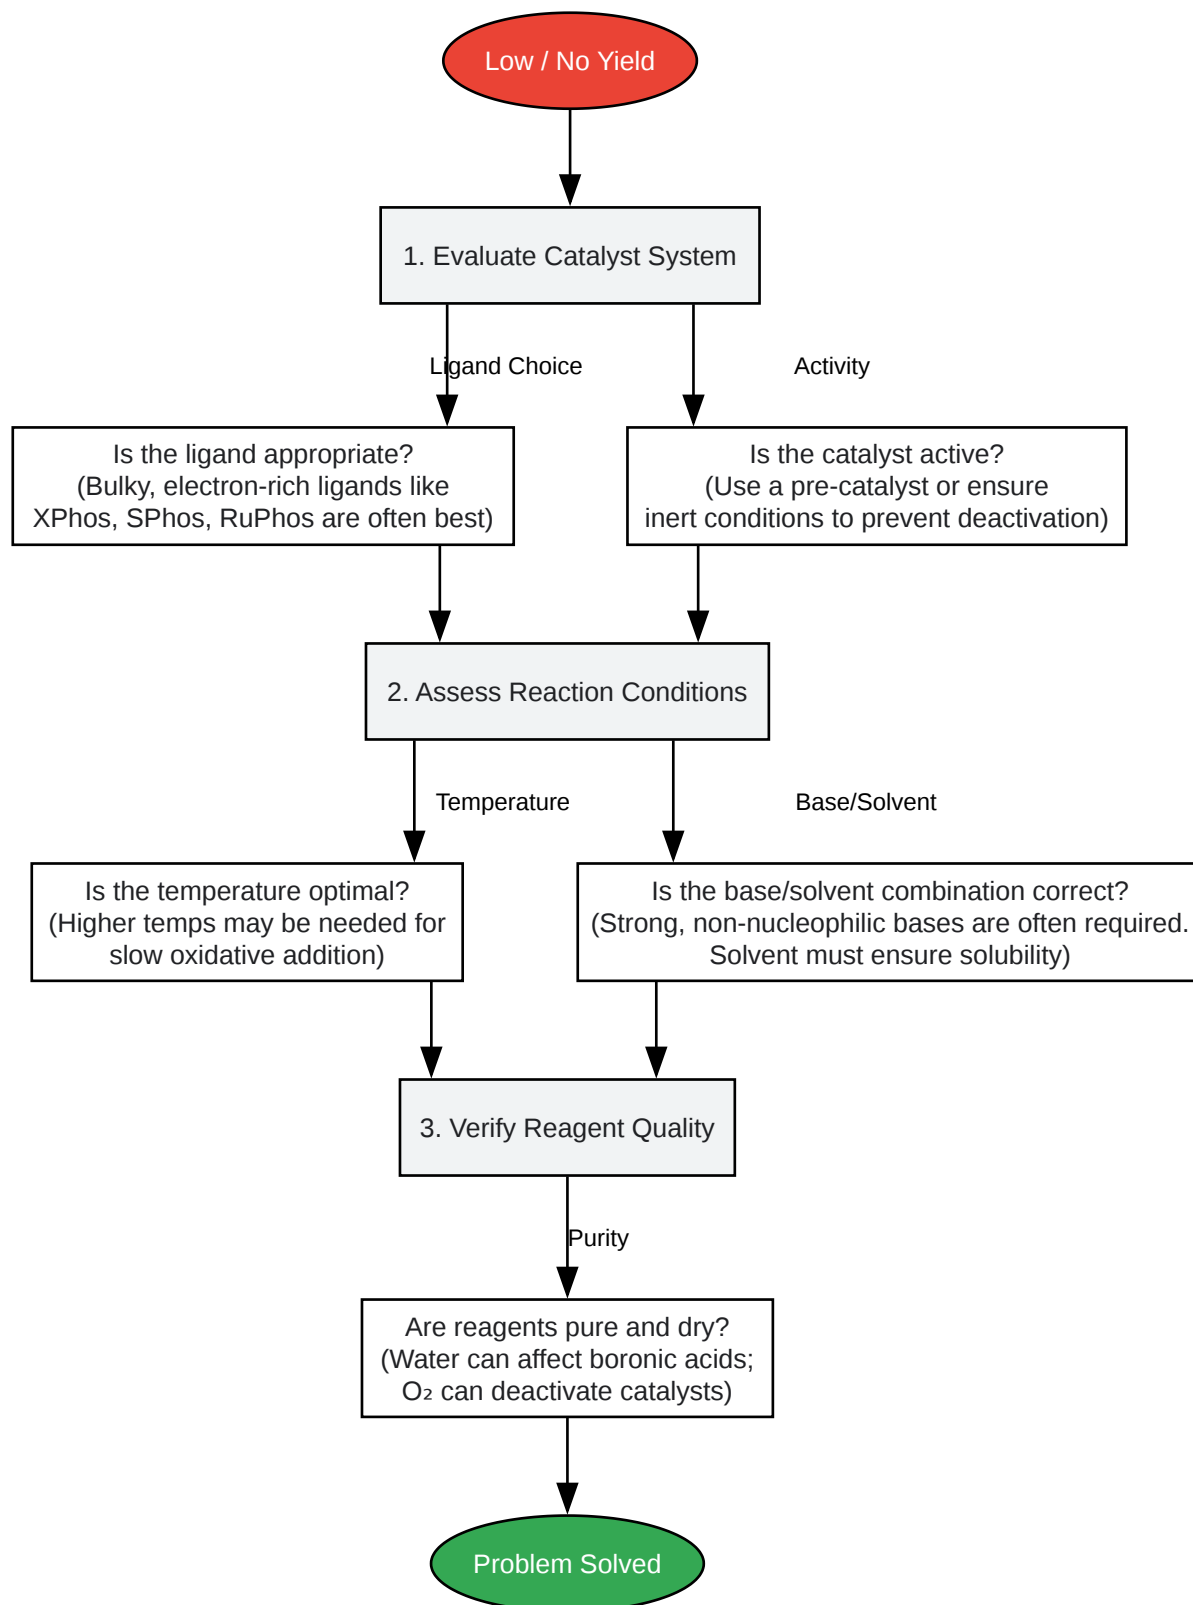 Low / No Yield
1. Evaluate Catalyst System
Ligand Choice
Activity
Is the ligand appropriate?
(Bulky, electron-rich ligands like
XPhos, SPhos, RuPhos are often best)
Is the catalyst active?
(Use a pre-catalyst or ensure
inert conditions to prevent deactivation)
2. Assess Reaction Conditions
Temperature
Base/Solvent
Is the temperature optimal?
(Higher temps may be needed for
slow oxidative addition)
Is the base/solvent combination correct?
(Strong, non-nucleophilic bases are often required.
Solvent must ensure solubility)
3. Verify Reagent Quality
Purity
Are reagents pure and dry?
(Water can affect boronic acids;
O₂ can deactivate catalysts)
Problem Solved